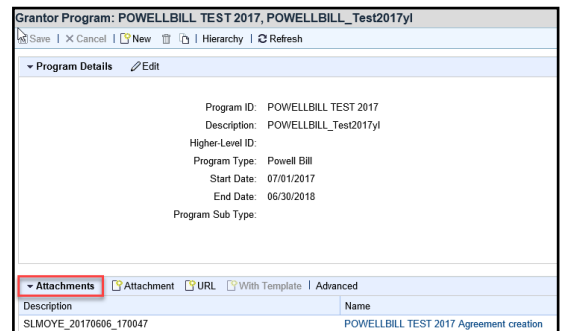 Grantor Program: POWELLBILL TEST 2017, POWELLBILL_Test2017yl
Save | Cancel | New | Hierarchy | Refresh
Program Details Edit
Program ID: POWELLBILL TEST 2017
Description: POWELLBILL_Test2017yl
Higher-Level ID:
Program Type: Powell Bill
Start Date: 07/01/2017
End Date: 06/30/2018
Program Sub Type:
Attachments Attachment URL With Template | Advanced
Description Name
SLMOYE_20170606_170047 POWELLBILL TEST 2017 Agreement creation